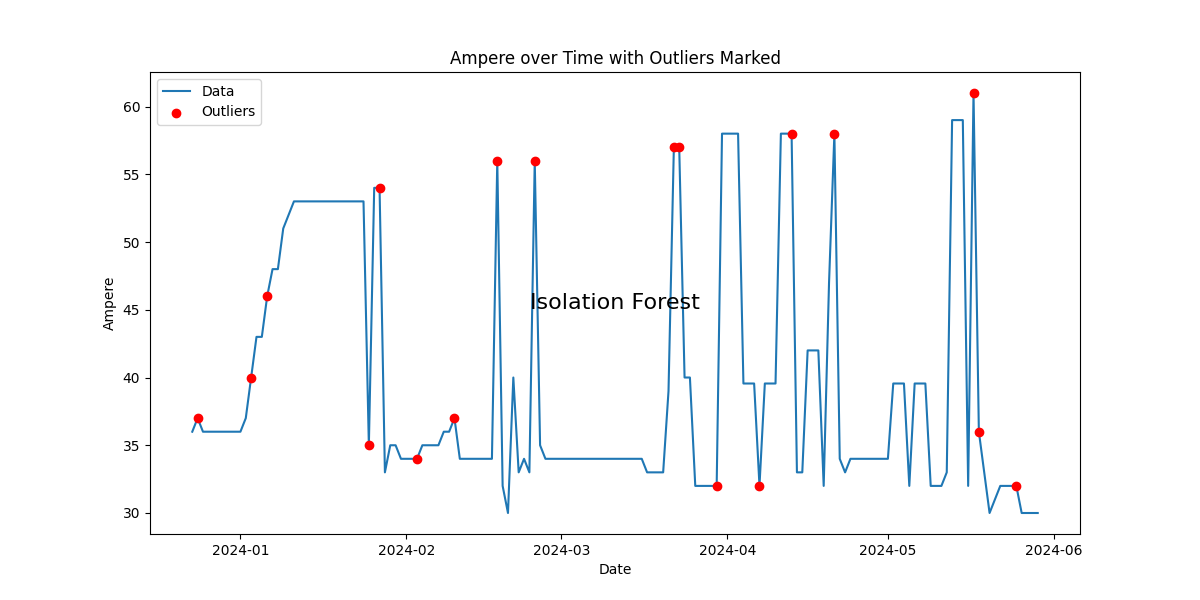 Ampere over Time with Outliers Marked
Data
Outliers
60
55
50
45
40
35
30
Ampere
Isolation Forest
2024-01
2024-02
2024-03
2024-04
2024-05
2024-06
Date